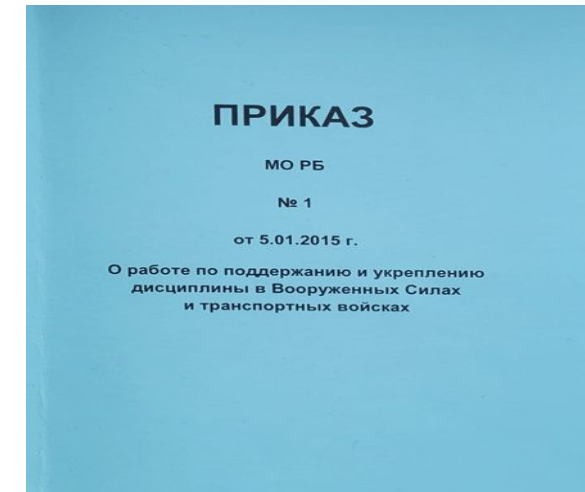 ПРИКАЗ
МО РБ
№ 1
от 5.01.2015 г.
О работе по поддержанию и укреплению
дисциплины в Вооруженных Силах
и транспортных войсках